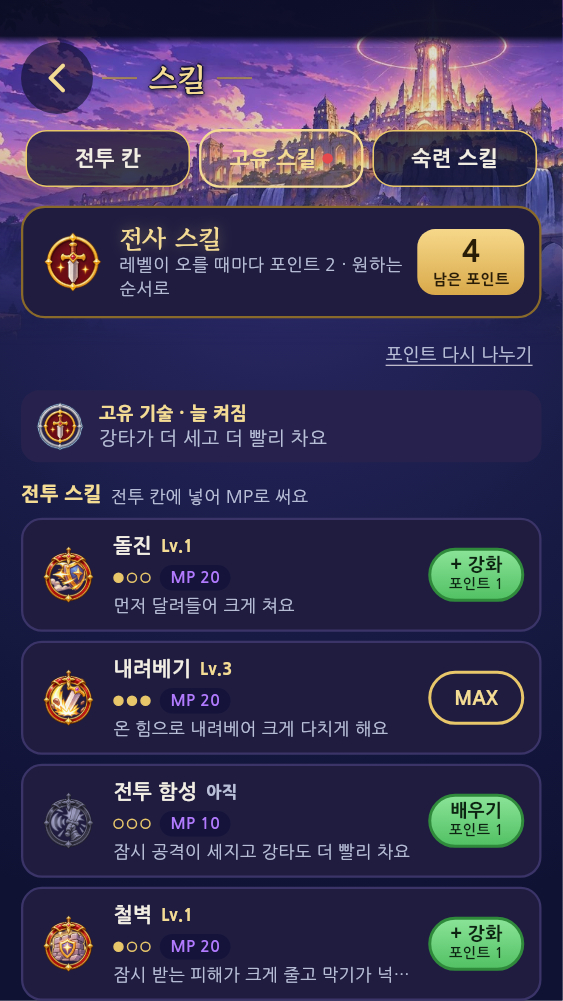 스킬
전투 칸
고유 스킬
숙련 스킬
전사 스킬
레벨이 오를 때마다 포인트 2 · 원하는
순서로
4
남은 포인트
포인트 다시 나누기
고유 기술 · 늘 켜짐
강타가 더 세고 더 빨리 차요
전투 스킬 전투 칸에 넣어 MP로 써요
돌진 Lv.1
MP 20
먼저 달려들어 크게 쳐요
+ 강화
포인트 1
내려베기 Lv.3
MP 20
온 힘으로 내려베어 크게 다치게 해요
MAX
전투 함성 아직
MP 10
잠시 공격이 세지고 강타도 더 빨리 차요
배우기
포인트 1
철벽 Lv.1
MP 20
잠시 받는 피해가 크게 줄고 막기가 넉…
+ 강화
포인트 1